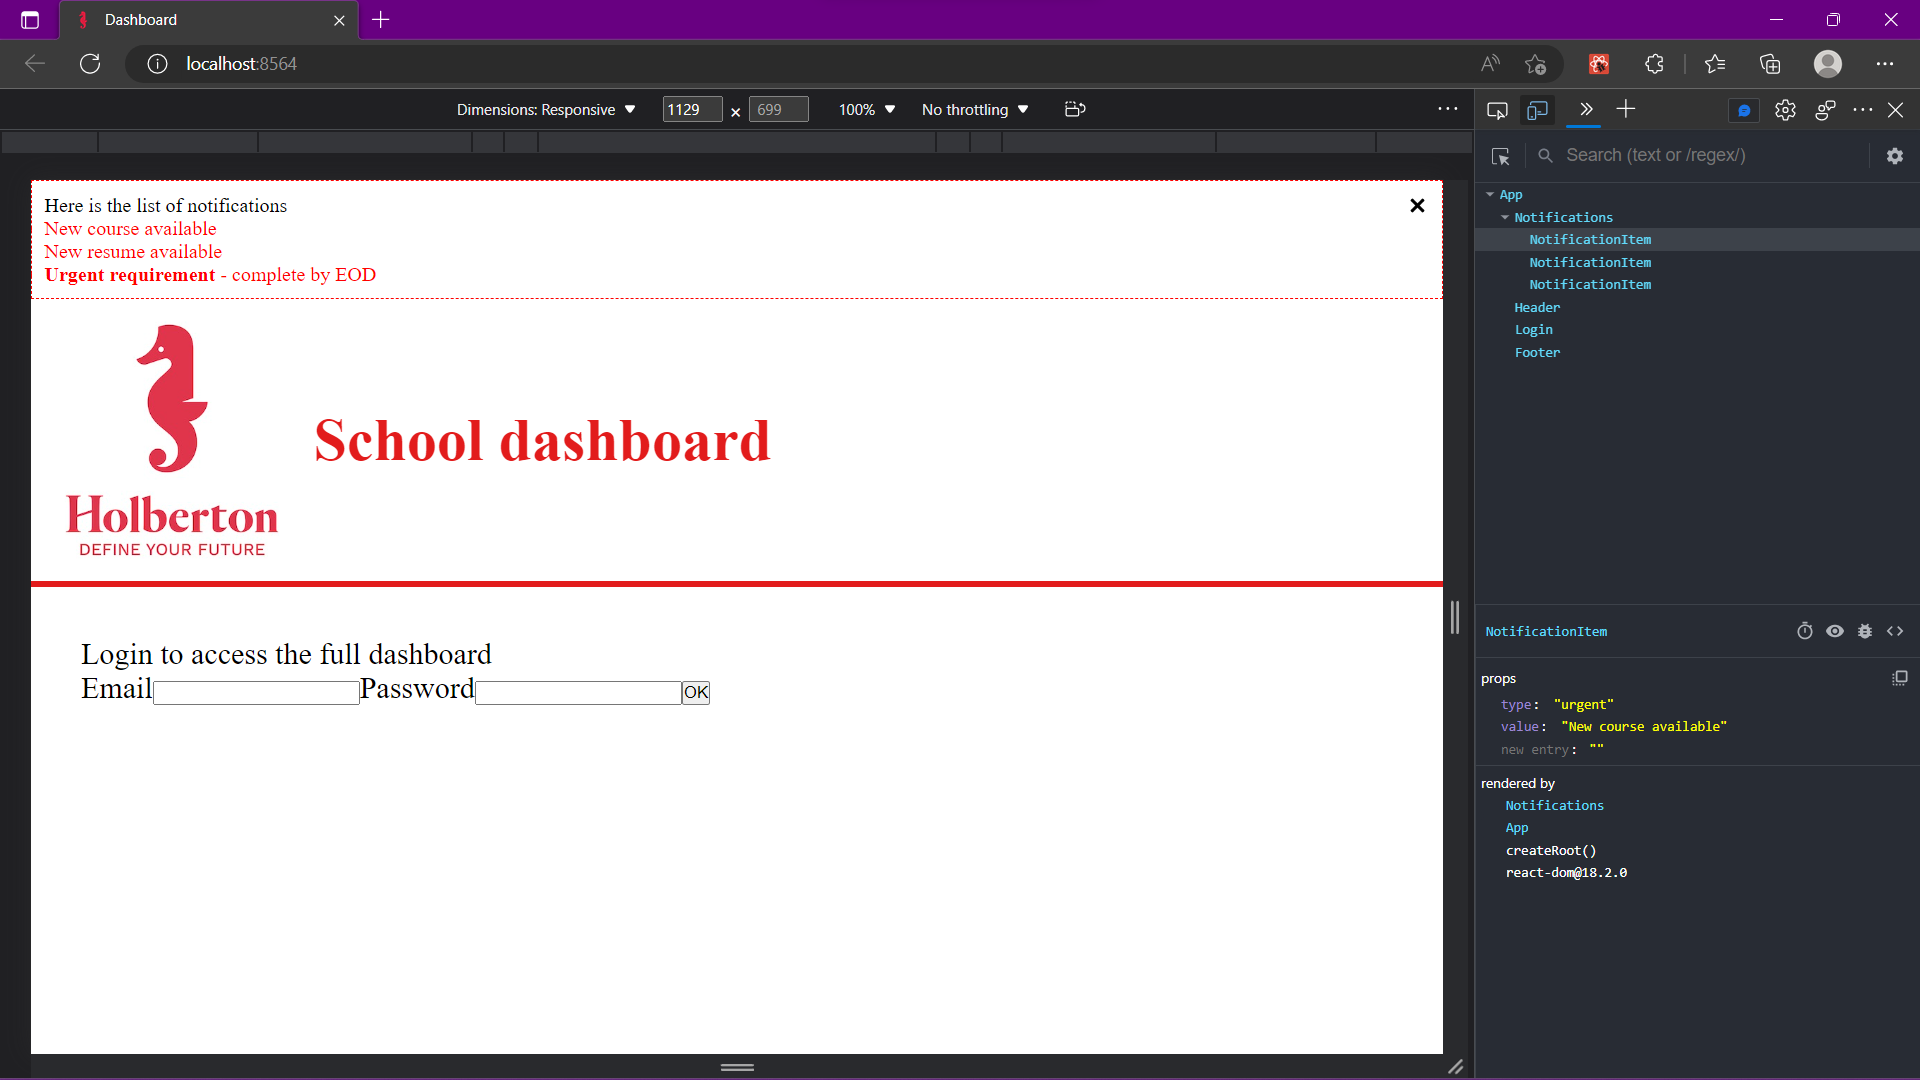 Dashboard
localhost:8564
Dimensions: Responsive 1129 × 699 100% No throttling
Search (text or /regex/)
Here is the list of notifications
New course available
New resume available
Urgent requirement - complete by EOD
Holberton
DEFINE YOUR FUTURE
School dashboard
Login to access the full dashboard
Email Password OK
App
Notifications
NotificationItem
NotificationItem
NotificationItem
Header
Login
Footer
NotificationItem
props
type: "urgent"
value: "New course available"
new entry: ""
rendered by
Notifications
App
createRoot()
react-dom@18.2.0